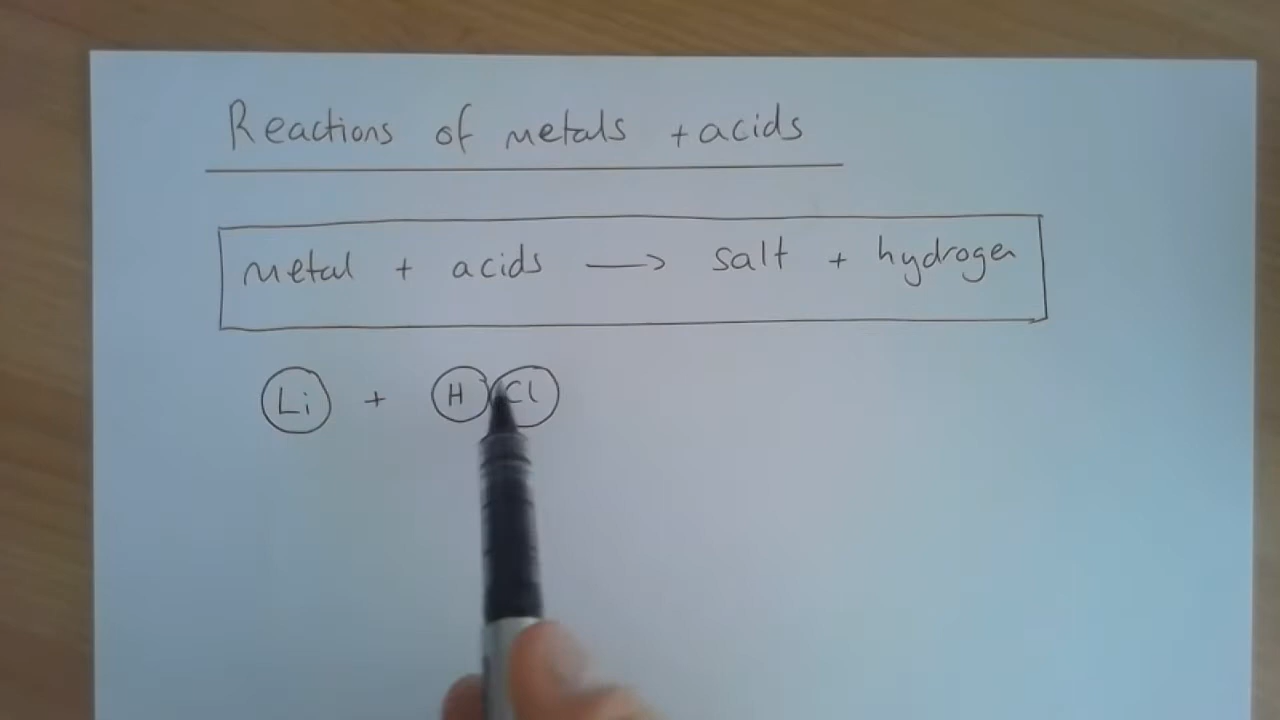 Reactions of metals + acids
metal + acids → salt + hydrogen
Li + H Cl